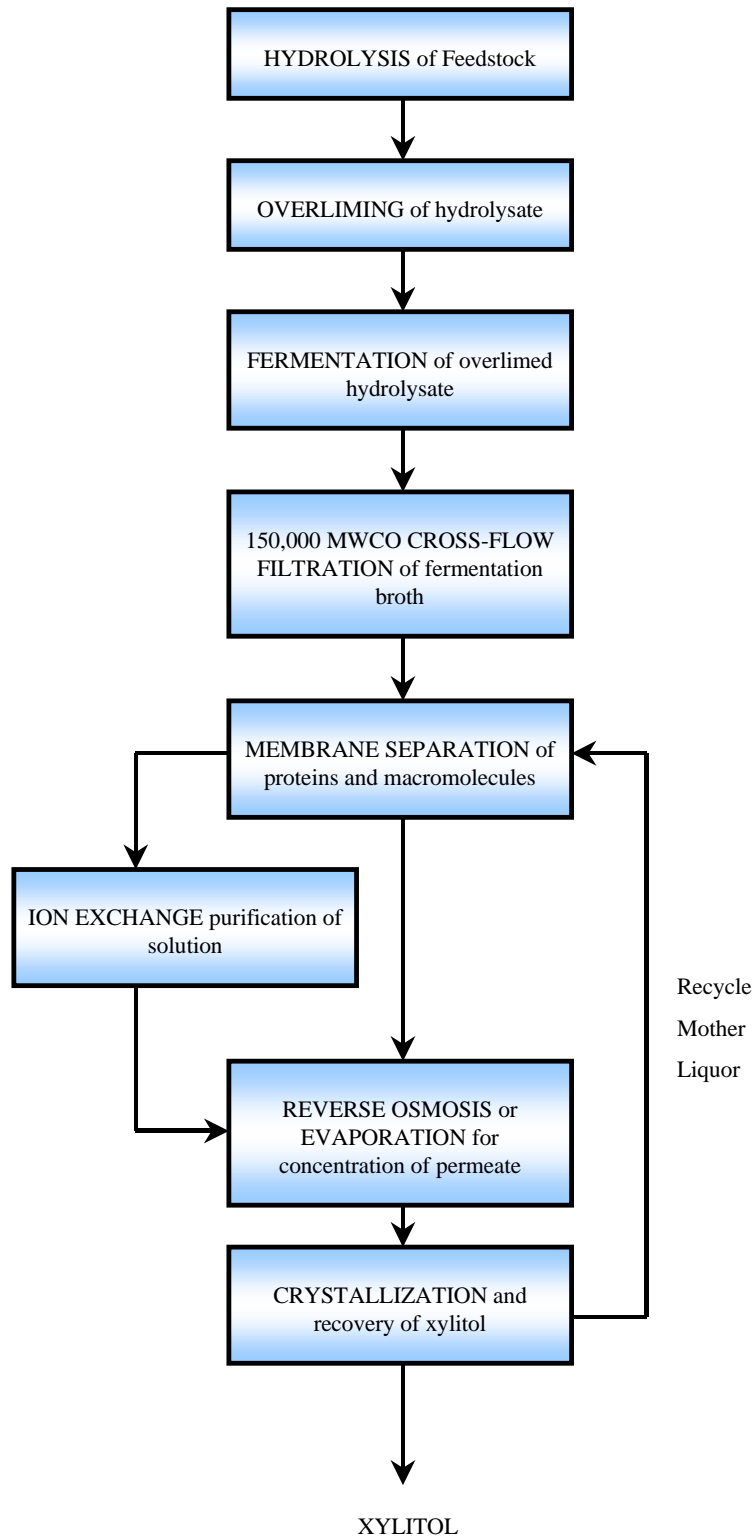 HYDROLYSIS of Feedstock
OVERLIMING of hydrolysate
FERMENTATION of overlimed
hydrolysate
150,000 MWCO CROSS-FLOW
FILTRATION of fermentation
broth
MEMBRANE SEPARATION of
proteins and macromolecules
ION EXCHANGE purification of
solution
Recycle
Mother
Liquor
REVERSE OSMOSIS or
EVAPORATION for
concentration of permeate
CRYSTALLIZATION and
recovery of xylitol
XYLITOL